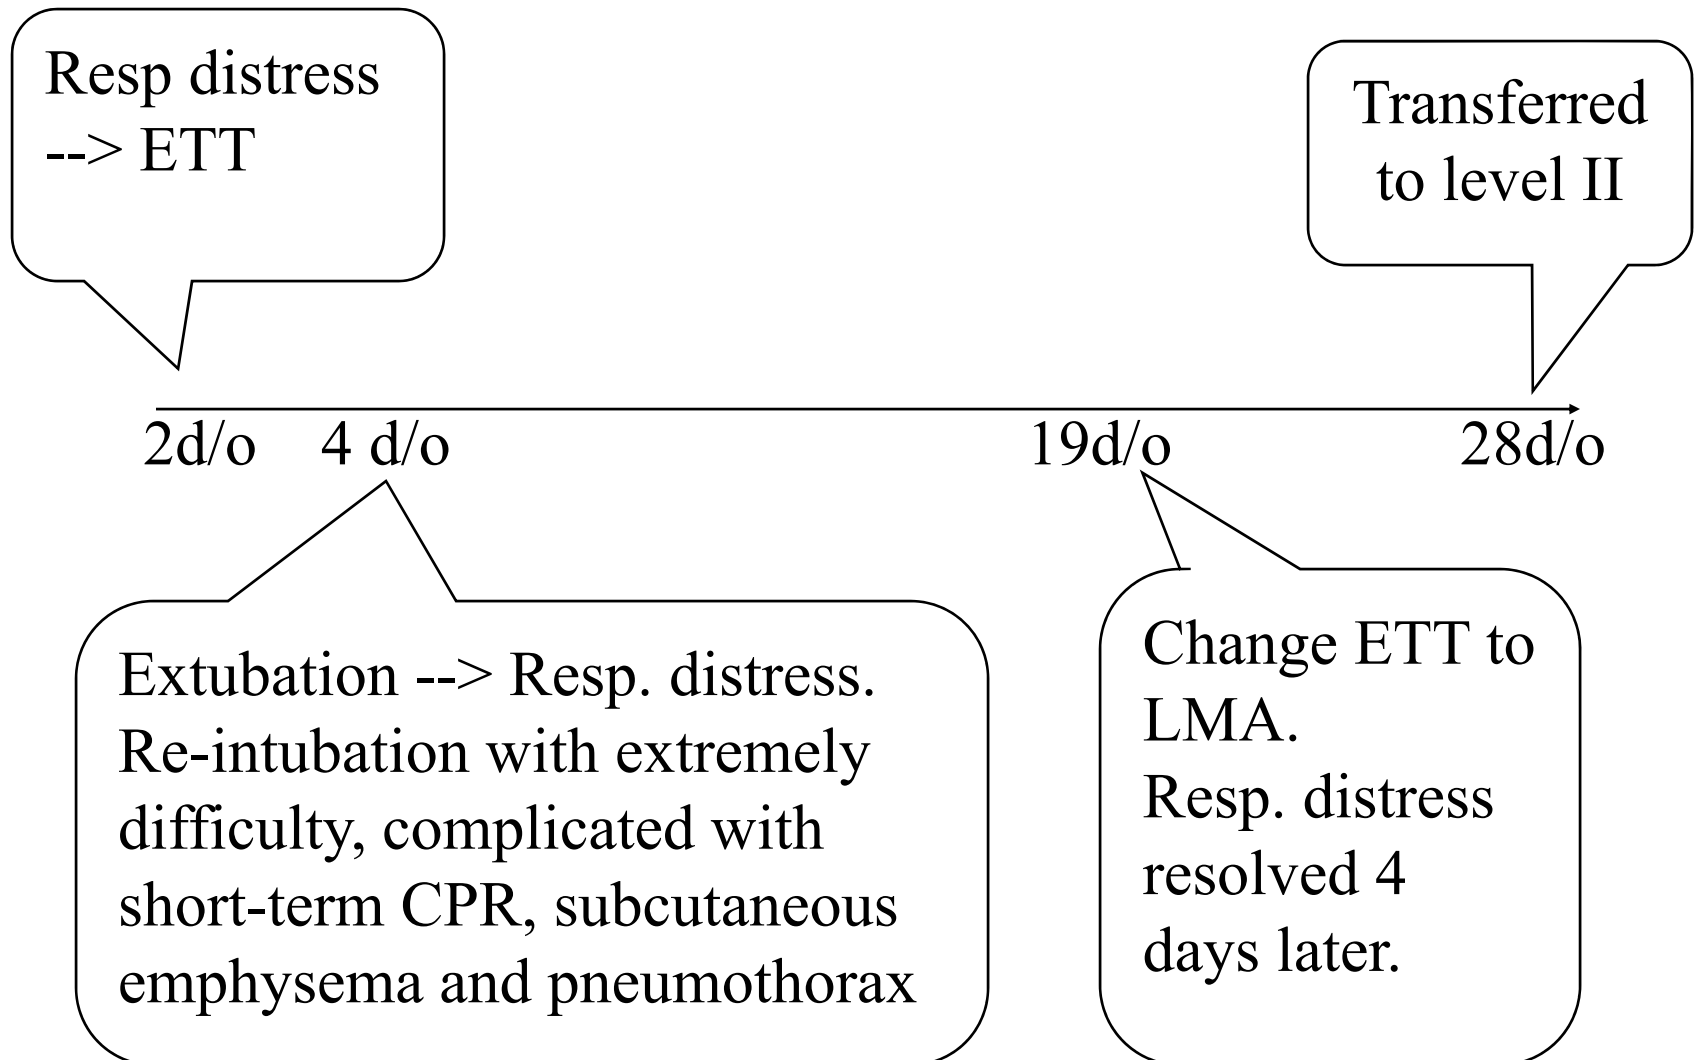 Resp distress
--> ETT
Transferred
to level II
2d/o
4 d/o
19d/o
28d/o
Extubation --> Resp. distress.
Re-intubation with extremely
difficulty, complicated with
short-term CPR, subcutaneous
emphysema and pneumothorax
Change ETT to
LMA.
Resp. distress
resolved 4
days later.